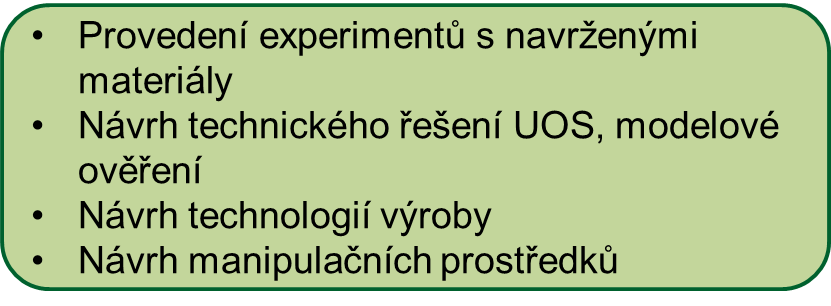 • Provedení experimentů s navrženými
materiály
• Návrh technického řešení UOS, modelové
ověření
• Návrh technologií výroby
• Návrh manipulačních prostředků